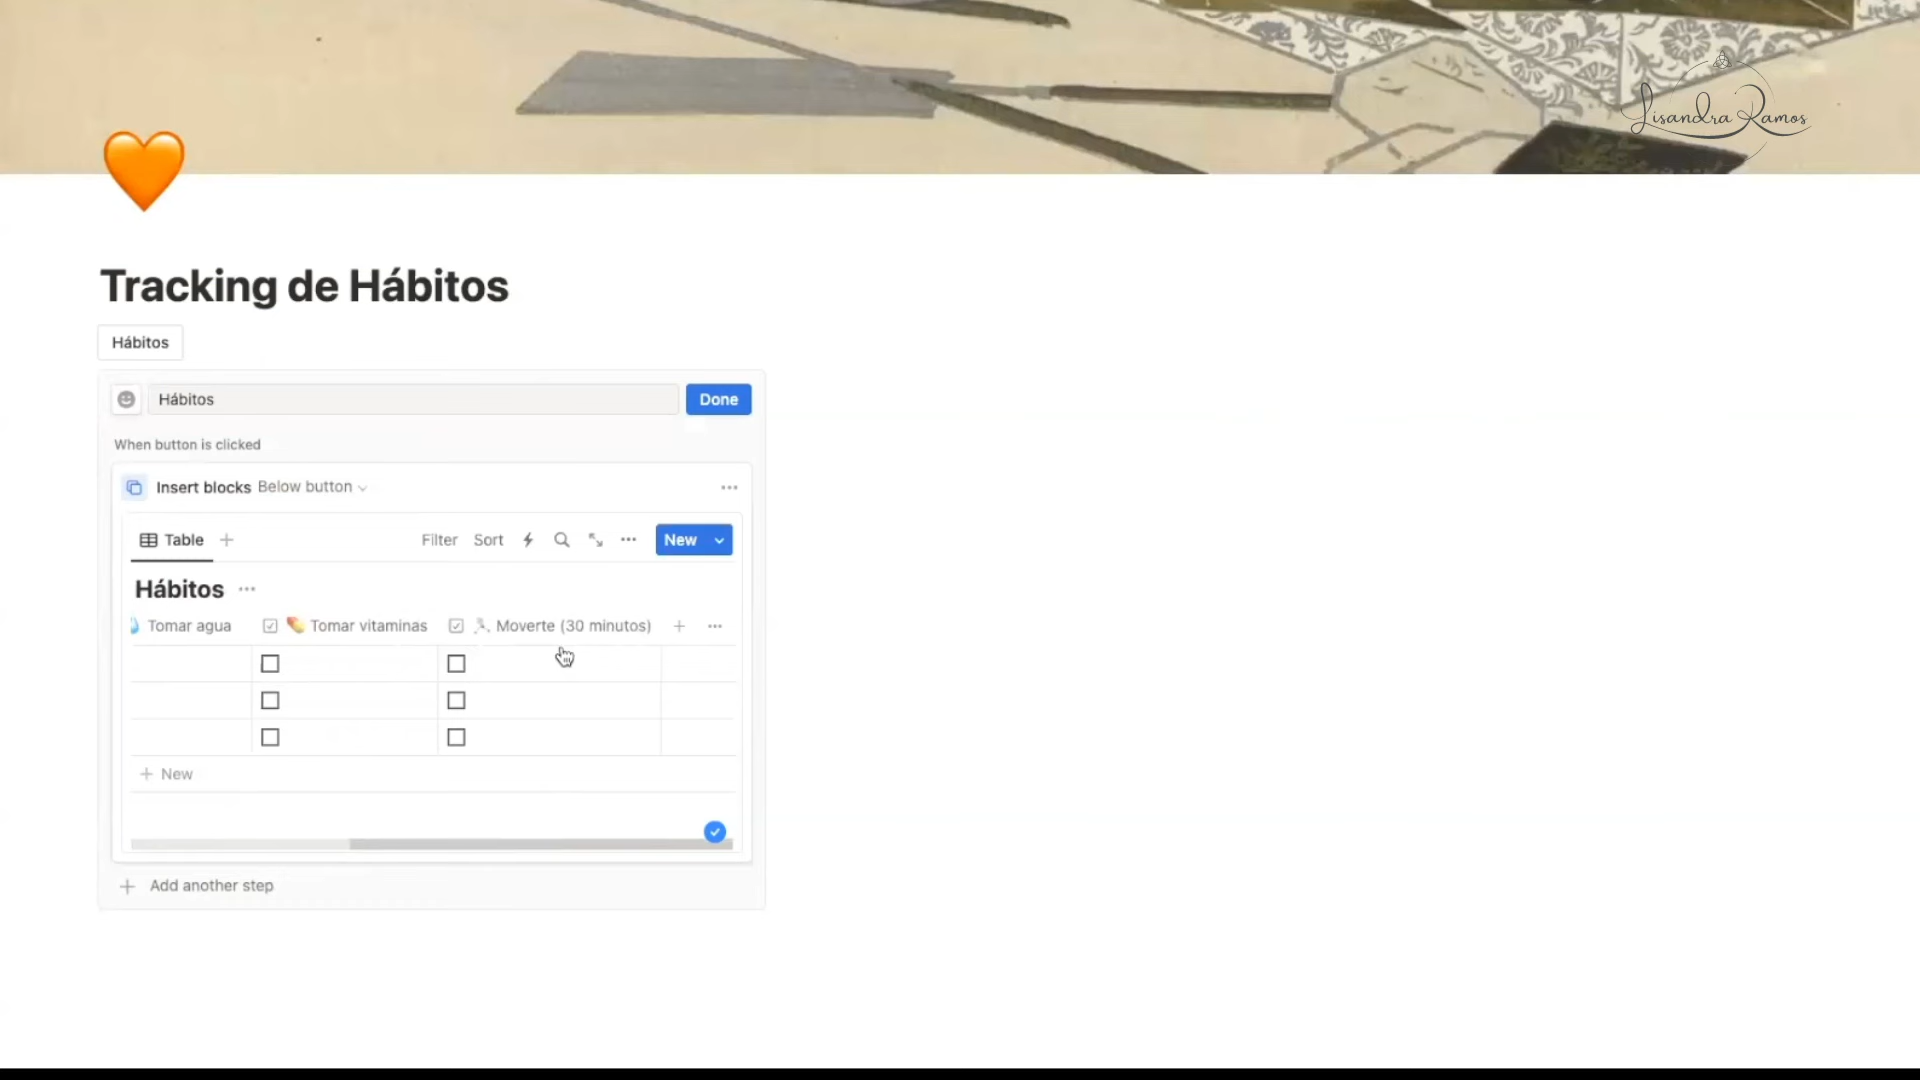 Lisandra Ramos
Tracking de Hábitos
Hábitos
Hábitos Done
When button is clicked
Insert blocks Below button
Table Filter Sort New
Hábitos
Tomar agua Tomar vitaminas Moverte (30 minutos)
New
Add another step